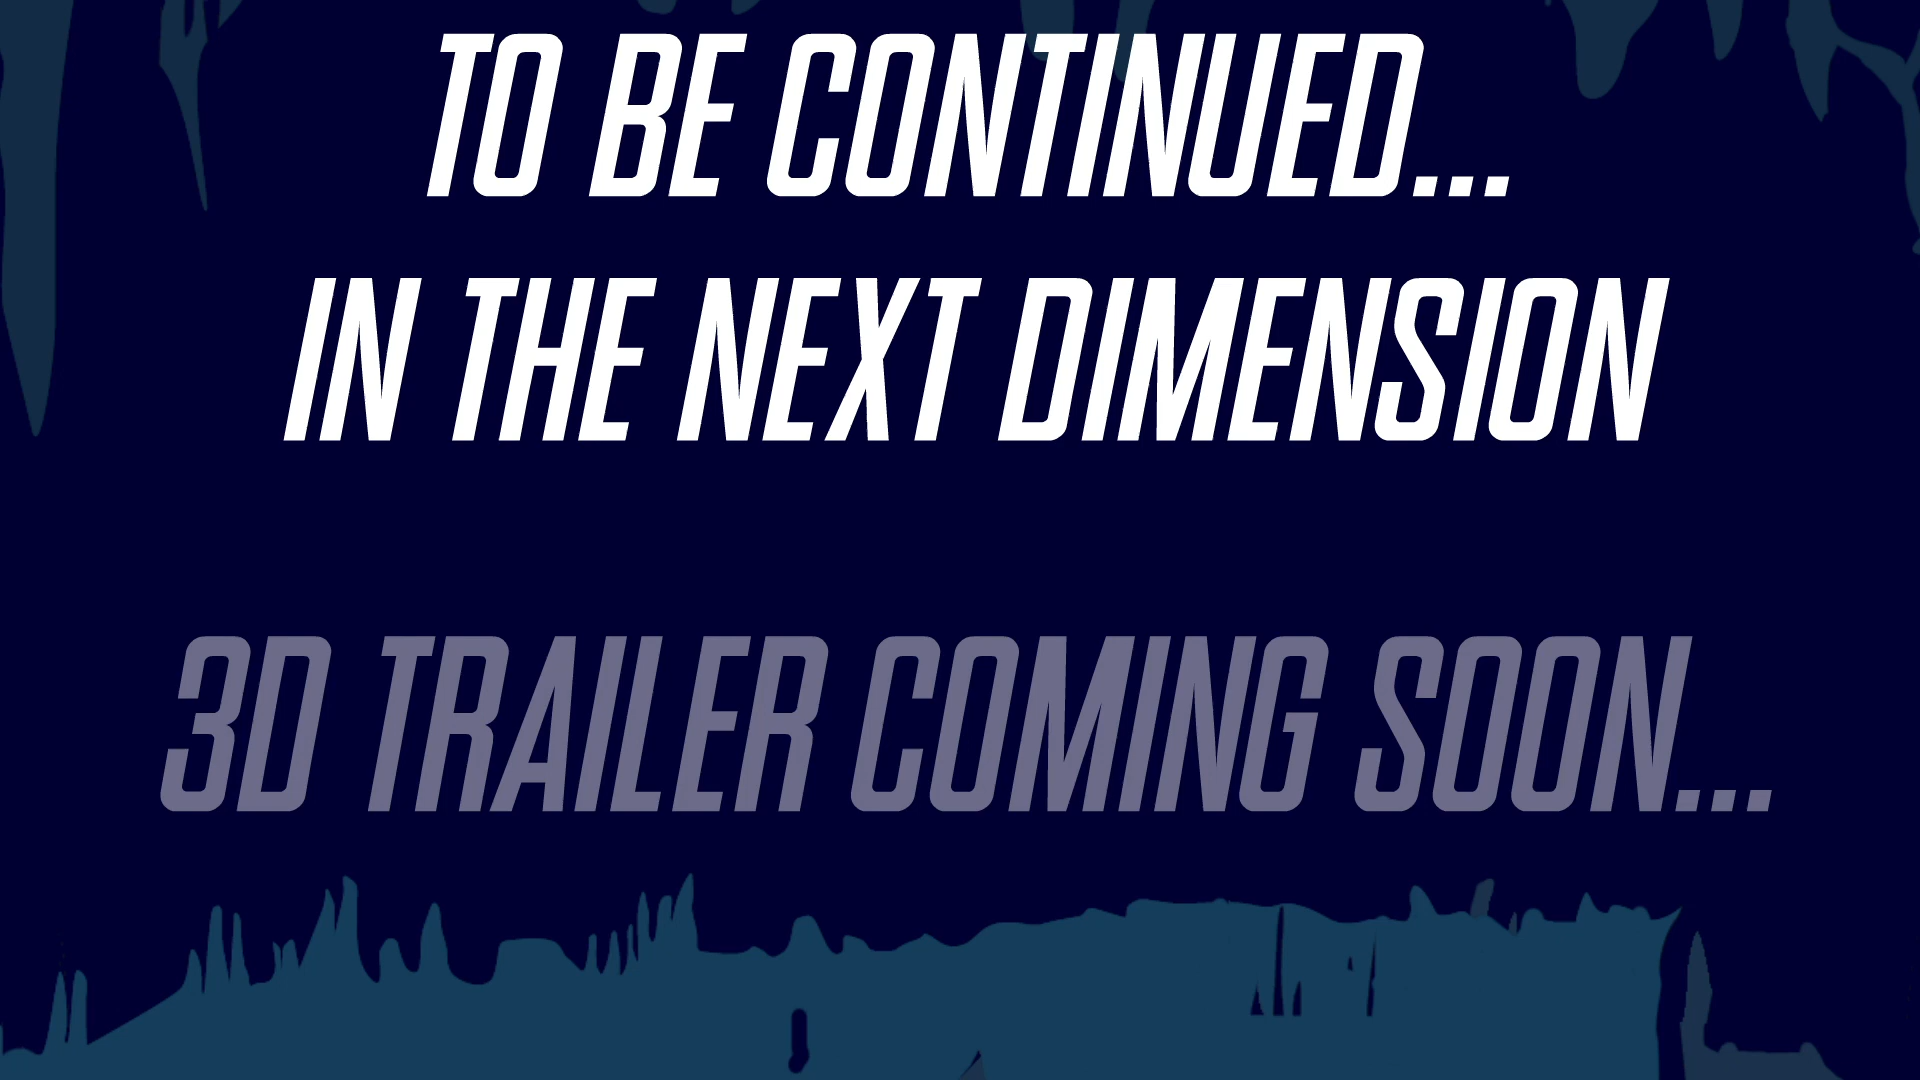 TO BE CONTINUED...
IN THE NEXT DIMENSION
3D TRAILER COMING SOON...